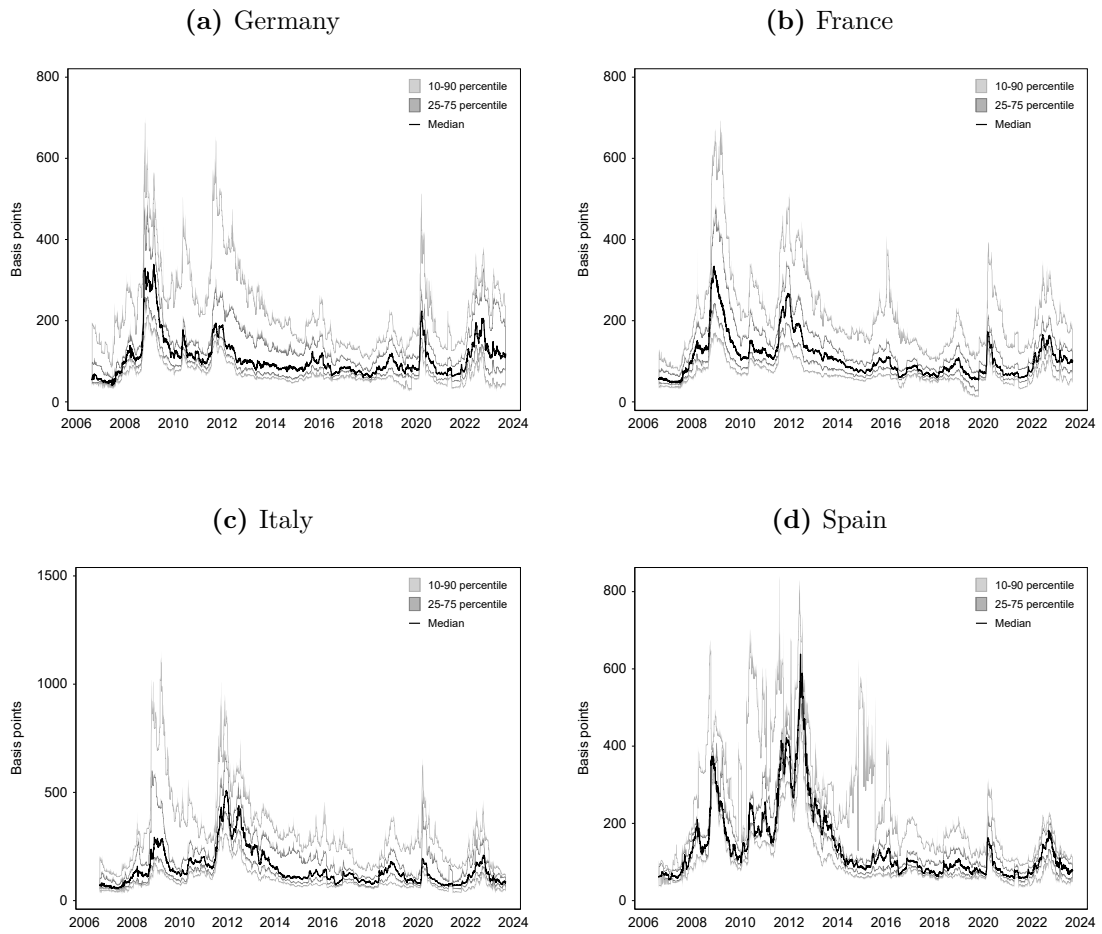 (a) Germany
800
600
400
200
0
Basis points
10-90 percentile
25-75 percentile
Median
2006 2008 2010 2012 2014 2016 2018 2020 2022 2024
(b) France
800
600
400
200
0
Basis points
10-90 percentile
25-75 percentile
Median
2006 2008 2010 2012 2014 2016 2018 2020 2022 2024
(c) Italy
1500
1000
500
0
Basis points
10-90 percentile
25-75 percentile
Median
2006 2008 2010 2012 2014 2016 2018 2020 2022 2024
(d) Spain
800
600
400
200
0
Basis points
10-90 percentile
25-75 percentile
Median
2006 2008 2010 2012 2014 2016 2018 2020 2022 2024